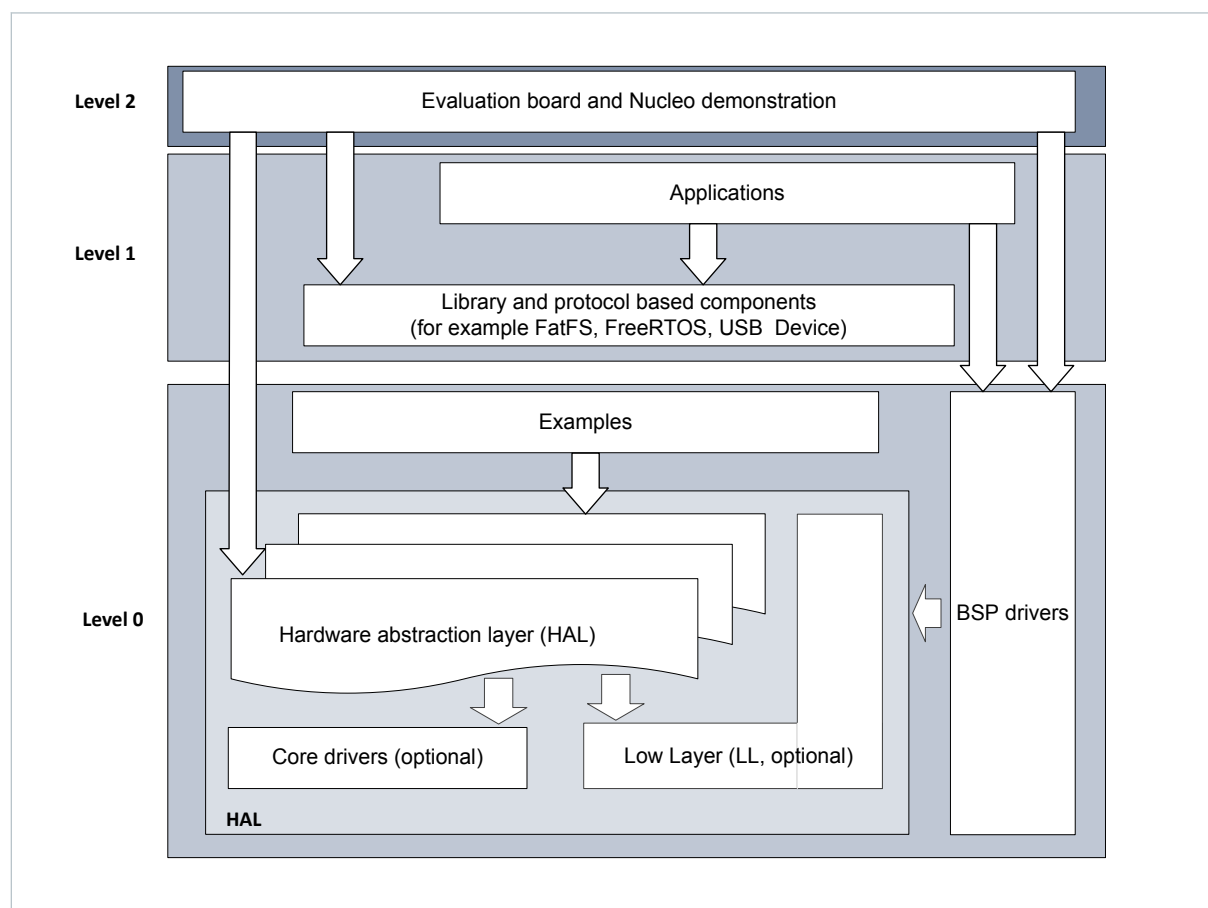 Level 2
Evaluation board and Nucleo demonstration
Applications
Level 1
Library and protocol based components
(for example FatFS, FreeRTOS, USB  Device)
Examples
Level 0
Hardware abstraction layer (HAL)
BSP drivers
Core drivers (optional)
Low Layer (LL, optional)
HAL